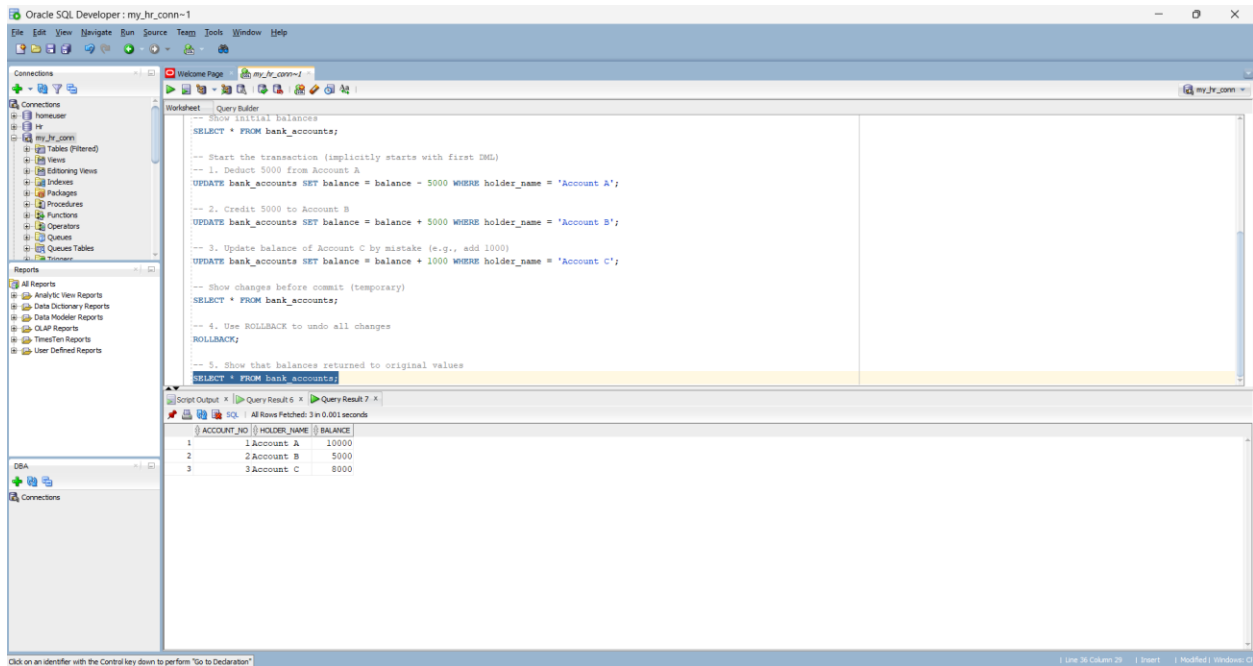 Oracle SQL Developer : my_hr_conn~1
File Edit View Navigate Run Source Team Tools Window Help
Connections
Connections
homeuser
Hr
my_hr_conn
Tables (Filtered)
Views
Editioning Views
Indexes
Packages
Procedures
Functions
Operators
Queues
Queues Tables
Triggers
Reports
All Reports
Analytic View Reports
Data Dictionary Reports
Data Modeler Reports
OLAP Reports
TimesTen Reports
User Defined Reports
DBA
Connections
Welcome Page my_hr_conn~1
my_hr_conn
Worksheet Query Builder
-- Show initial balances
SELECT * FROM bank_accounts;
-- Start the transaction (implicitly starts with first DML)
-- 1. Deduct 5000 from Account A
UPDATE bank_accounts SET balance = balance - 5000 WHERE holder_name = 'Account A';
-- 2. Credit 5000 to Account B
UPDATE bank_accounts SET balance = balance + 5000 WHERE holder_name = 'Account B';
-- 3. Update balance of Account C by mistake (e.g., add 1000)
UPDATE bank_accounts SET balance = balance + 1000 WHERE holder_name = 'Account C';
-- Show changes before commit (temporary)
SELECT * FROM bank_accounts;
-- 4. Use ROLLBACK to undo all changes
ROLLBACK;
-- 5. Show that balances returned to original values
SELECT * FROM bank_accounts;
Script Output x Query Result 6 x Query Result 7 x
SQL | All Rows Fetched: 3 in 0.001 seconds
ACCOUNT_NO HOLDER_NAME BALANCE
1 1 Account A 10000
2 2 Account B 5000
3 3 Account C 8000
Click on an identifier with the Control key down to perform "Go to Declaration"
Line 36 Column 29 | Insert | Modified | Windows: C